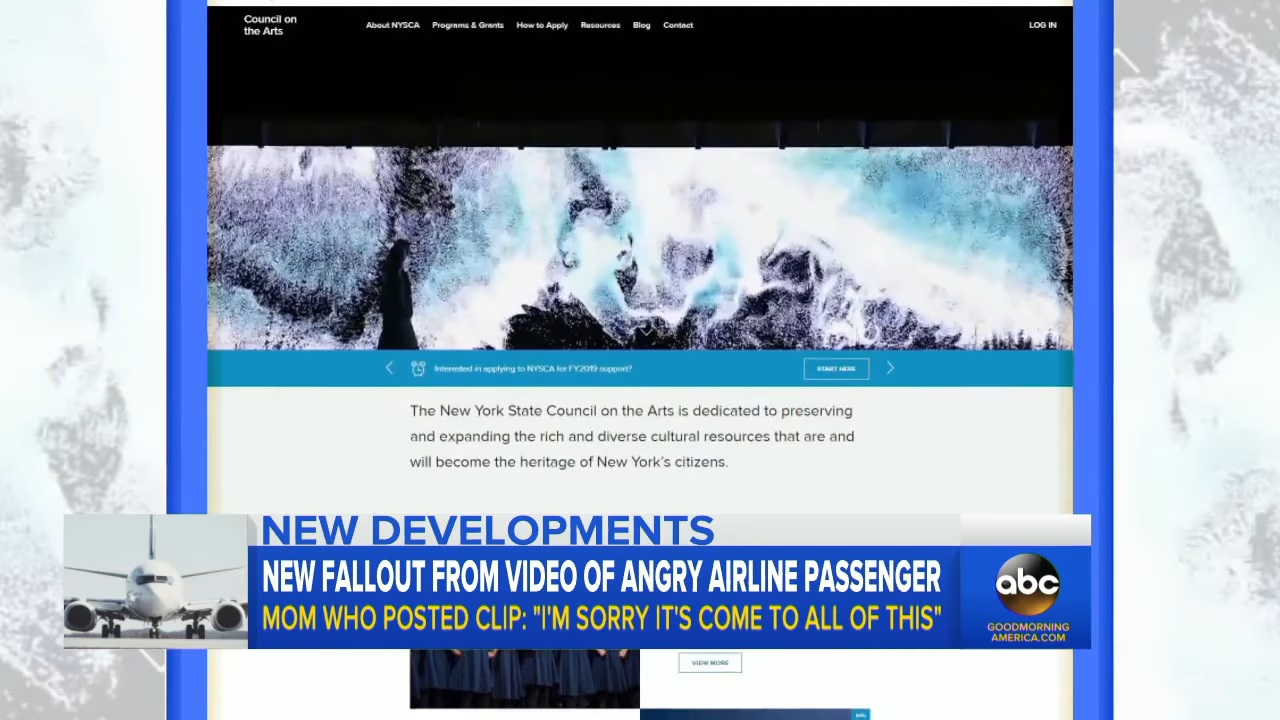 Council on
the Arts
About NYSCA Programs & Grants How to Apply Resources Blog Contact LOG IN
Interested in applying to NYSCA for FY2019 support? START HERE
The New York State Council on the Arts is dedicated to preserving
and expanding the rich and diverse cultural resources that are and
will become the heritage of New York's citizens.
NEW DEVELOPMENTS
NEW FALLOUT FROM VIDEO OF ANGRY AIRLINE PASSENGER
MOM WHO POSTED CLIP: "I'M SORRY IT'S COME TO ALL OF THIS"
abc
GOODMORNING
AMERICA.COM
VIEW MORE